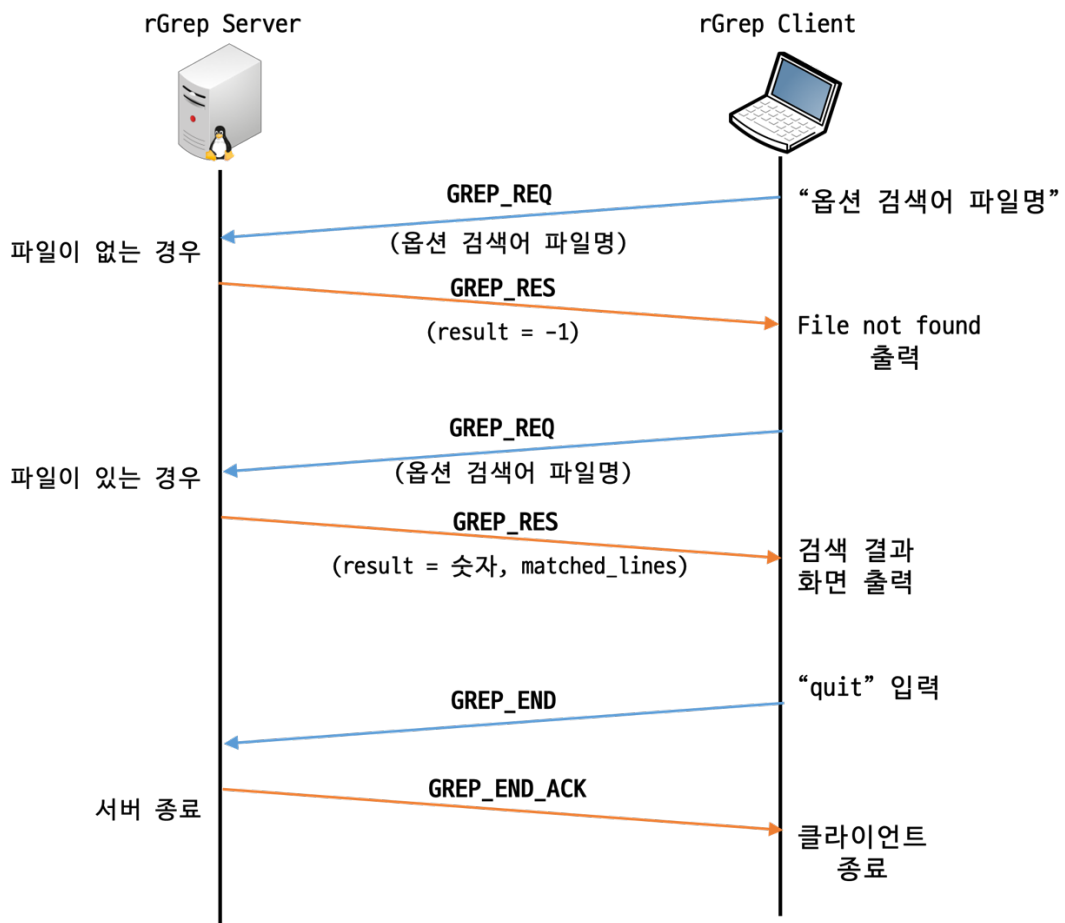 rGrep Server
rGrep Client
GREP_REQ
“옵션 검색어 파일명”
(옵션 검색어 파일명)
파일이 없는 경우
GREP_RES
(result = -1)
File not found
출력
GREP_REQ
(옵션 검색어 파일명)
파일이 있는 경우
GREP_RES
(result = 숫자, matched_lines)
검색 결과
화면 출력
“quit” 입력
GREP_END
GREP_END_ACK
서버 종료
클라이언트
종료